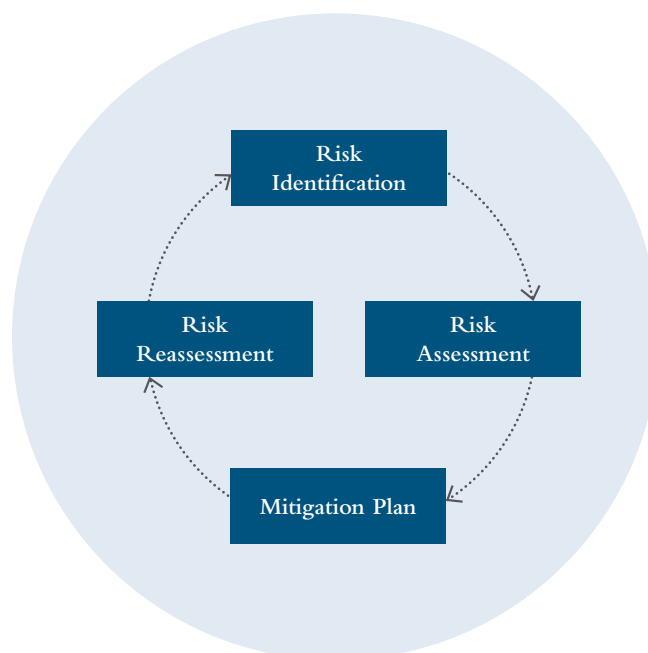 Risk
Identification
Risk
Reassessment
Risk
Assessment
Mitigation Plan